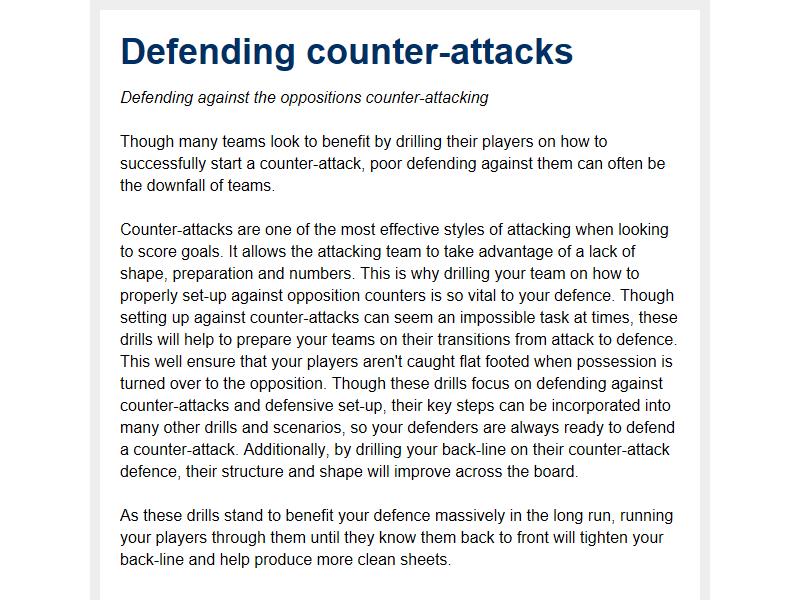 Defending counter-attacks
Defending against the oppositions counter-attacking
Though many teams look to benefit by drilling their players on how to
successfully start a counter-attack, poor defending against them can often be
the downfall of teams.
Counter-attacks are one of the most effective styles of attacking when looking
to score goals. It allows the attacking team to take advantage of a lack of
shape, preparation and numbers. This is why drilling your team on how to
properly set-up against opposition counters is so vital to your defence. Though
setting up against counter-attacks can seem an impossible task at times, these
drills will help to prepare your teams on their transitions from attack to defence.
This well ensure that your players aren't caught flat footed when possession is
turned over to the opposition. Though these drills focus on defending against
counter-attacks and defensive set-up, their key steps can be incorporated into
many other drills and scenarios, so your defenders are always ready to defend
a counter-attack. Additionally, by drilling your back-line on their counter-attack
defence, their structure and shape will improve across the board.
As these drills stand to benefit your defence massively in the long run, running
your players through them until they know them back to front will tighten your
back-line and help produce more clean sheets.